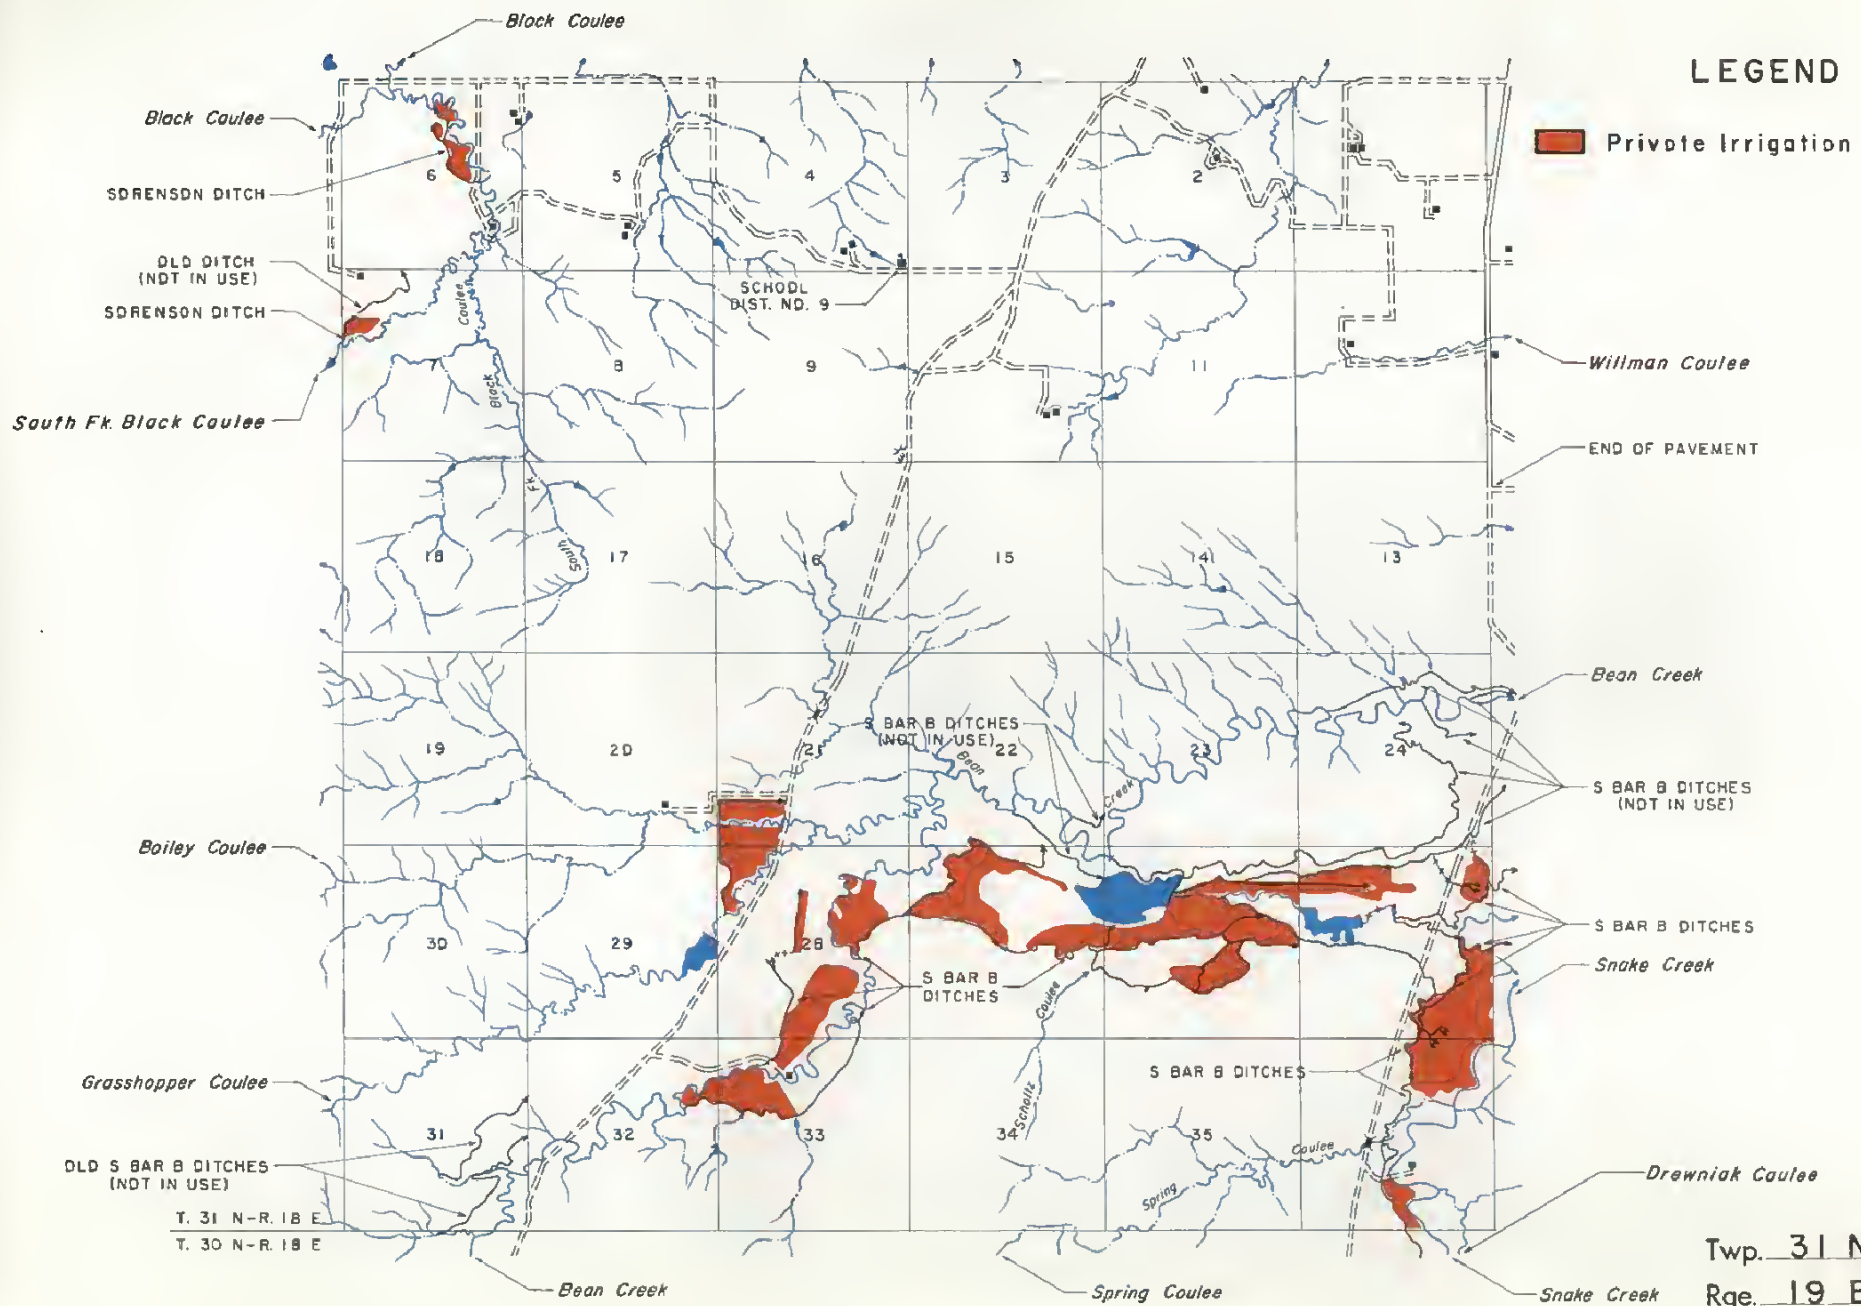 Black Coulee
LEGEND
Black Coulee
Private Irrigation
SORENSON DITCH
6
5
4
3
2
OLD DITCH
(NOT IN USE)
SORENSON DITCH
SCHOOL
DIST. NO. 9
Coulee
Black
7
8
9
11
Willman Coulee
South Fk. Black Coulee
END OF PAVEMENT
Fk.
South
18
17
16
15
14
13
Bean Creek
S BAR B DITCHES
(NOT IN USE)
19
20
21
22
23
24
Bean
Creek
S BAR B DITCHES
(NOT IN USE)
Boiley Coulee
30
29
28
S BAR B DITCHES
S BAR B
DITCHES
Snake Creek
Coulee
Scholtz
Grasshopper Coulee
S BAR B DITCHES
31
32
33
34
35
Spring
Coulee
OLD S BAR B DITCHES
(NOT IN USE)
Drewniak Coulee
T. 31 N-R. 18 E
T. 30 N-R. 18 E
Twp. 31 N
Bean Creek
Spring Coulee
Snake Creek
Rge. 19 E